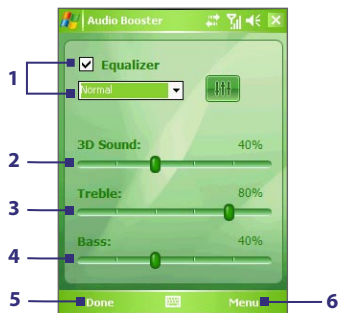 Audio Booster
1
Equalizer
Normal
3D Sound: 40%
2
Treble: 80%
3
Bass: 40%
4
5
Done
Menu
6